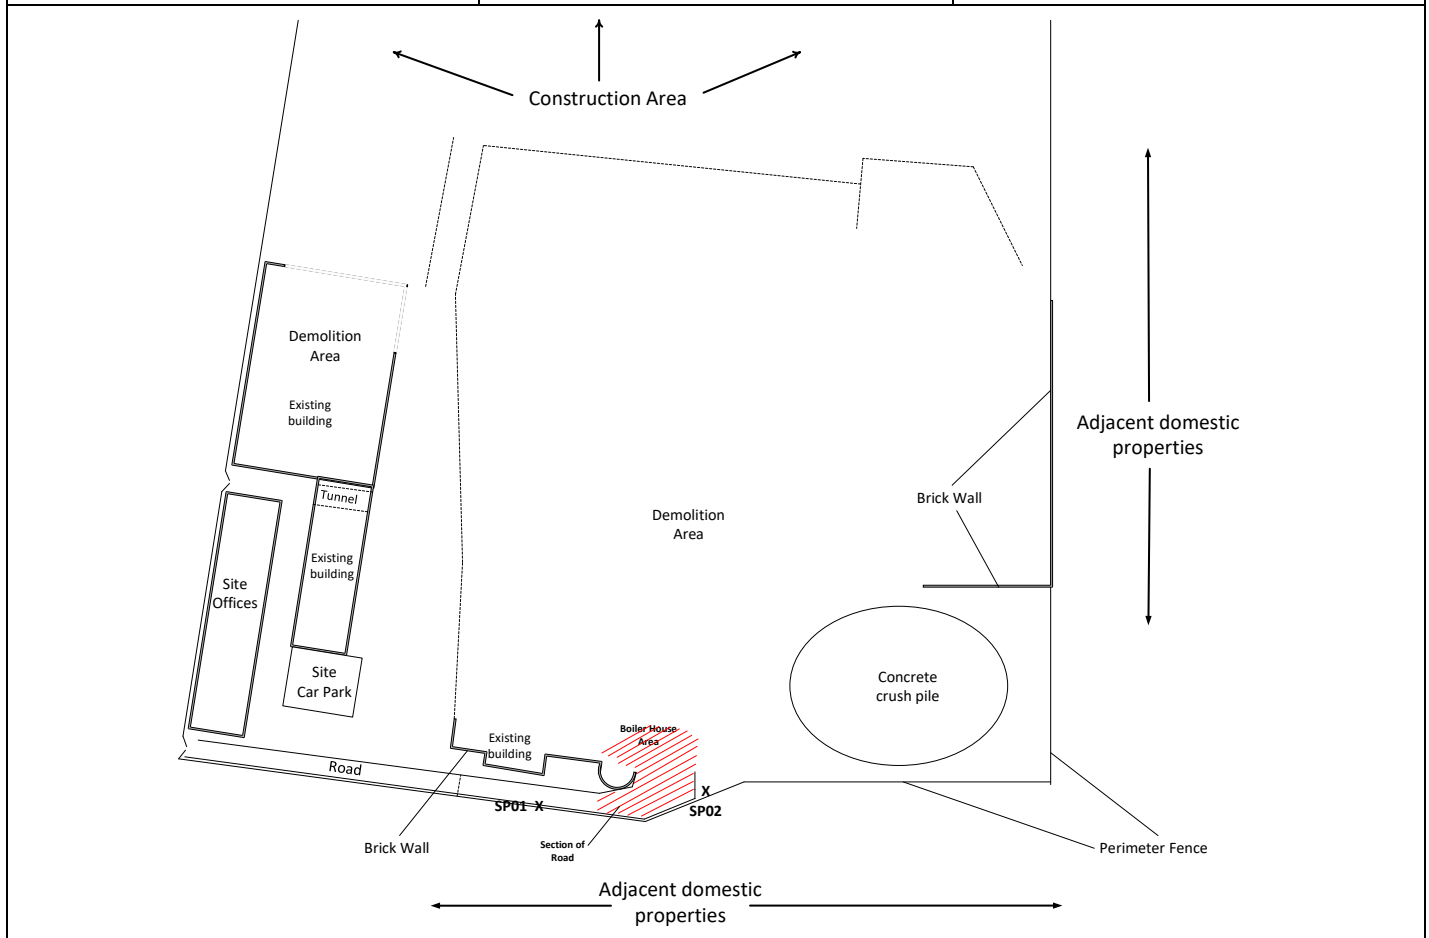 Construction Area
Demolition
Area
Existing
building
Adjacent domestic
properties
Tunnel
Brick Wall
Demolition
Area
Existing
building
Site
Offices
Site
Car Park
Concrete
crush pile
Boiler House
Area
Existing
building
Road
SP01 X
X
SP02
Brick Wall
Section of
Road
Perimeter Fence
Adjacent domestic
properties